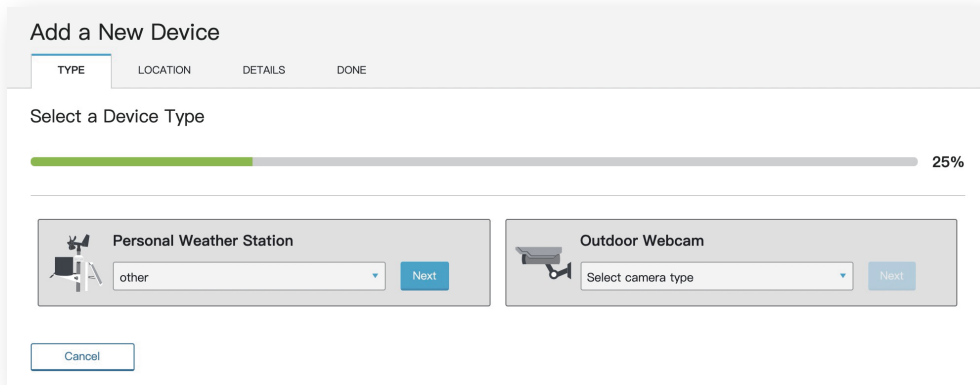 Add a New Device
TYPE LOCATION DETAILS DONE
Select a Device Type
25%
Personal Weather Station
other Next
Outdoor Webcam
Select camera type Next
Cancel